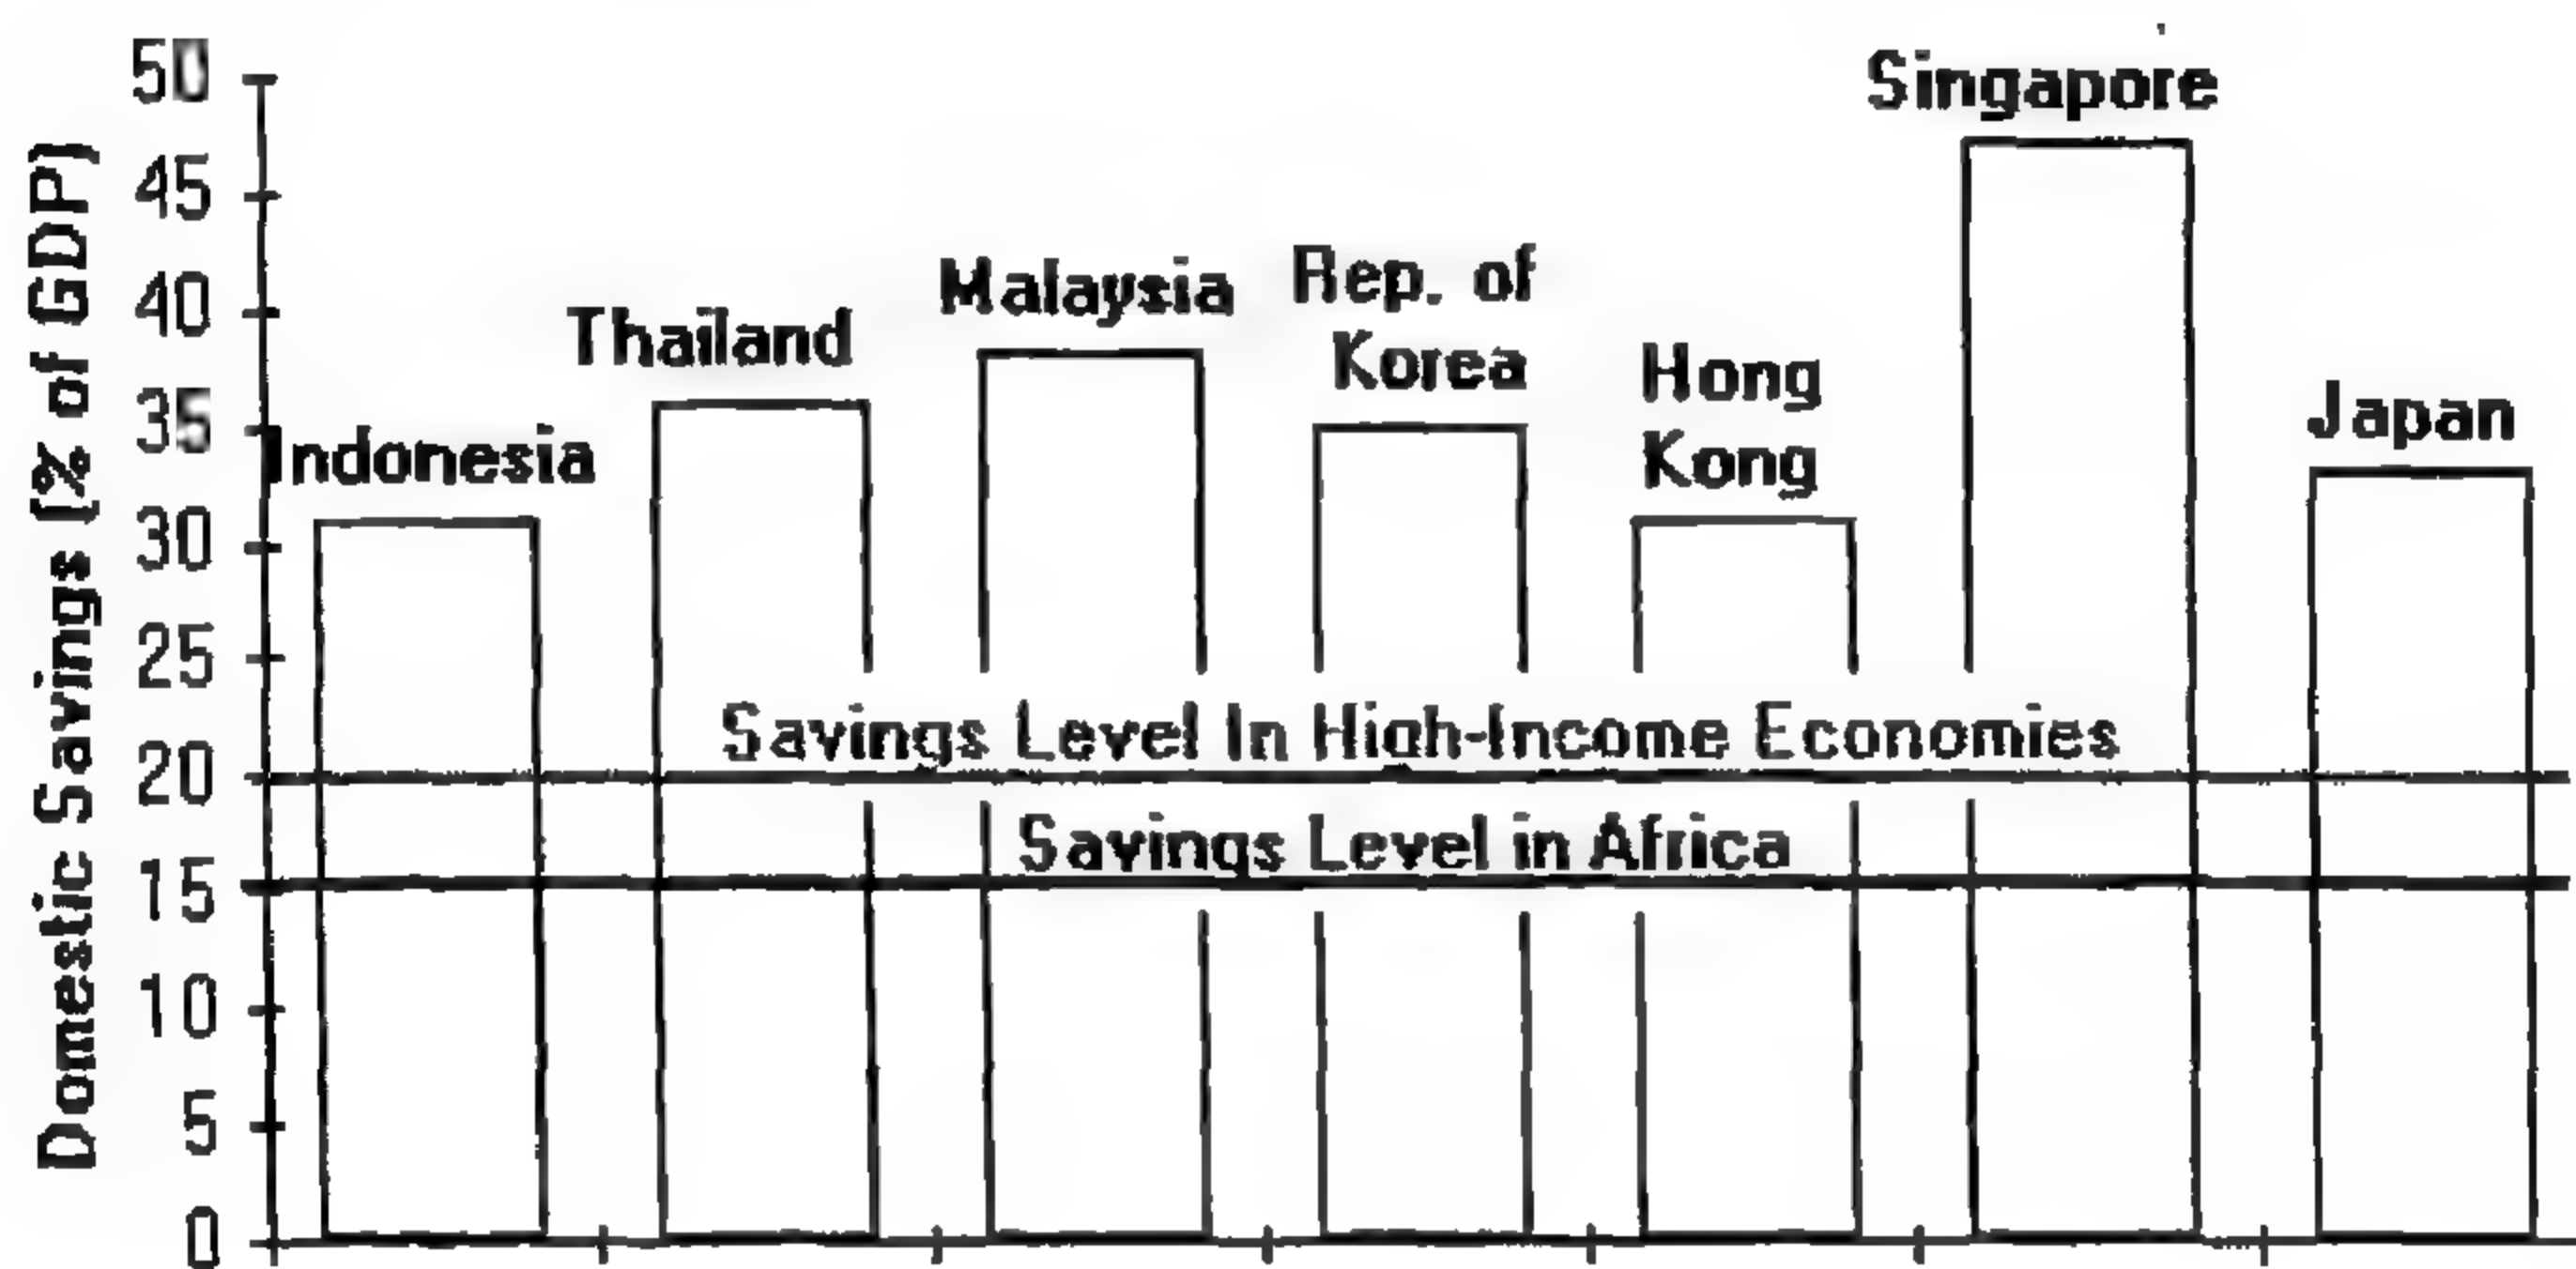 Domestic Savings (% of GDP)
50
45
40
35
30
25
20
15
10
5
0
Indonesia
Thailand
Malaysia
Rep. of
Korea
Hong
Kong
Singapore
Japan
Savings Level In High-Income Economies
Savings Level in Africa